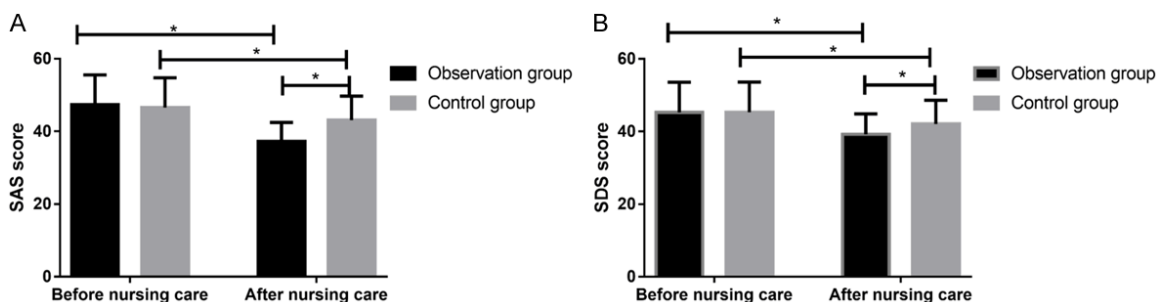 A
*
*
*
60
40
20
0
SAS score
Observation group
Control group
Before nursing care
After nursing care
B
*
*
*
60
40
20
0
SDS score
Observation group
Control group
Before nursing care
After nursing care